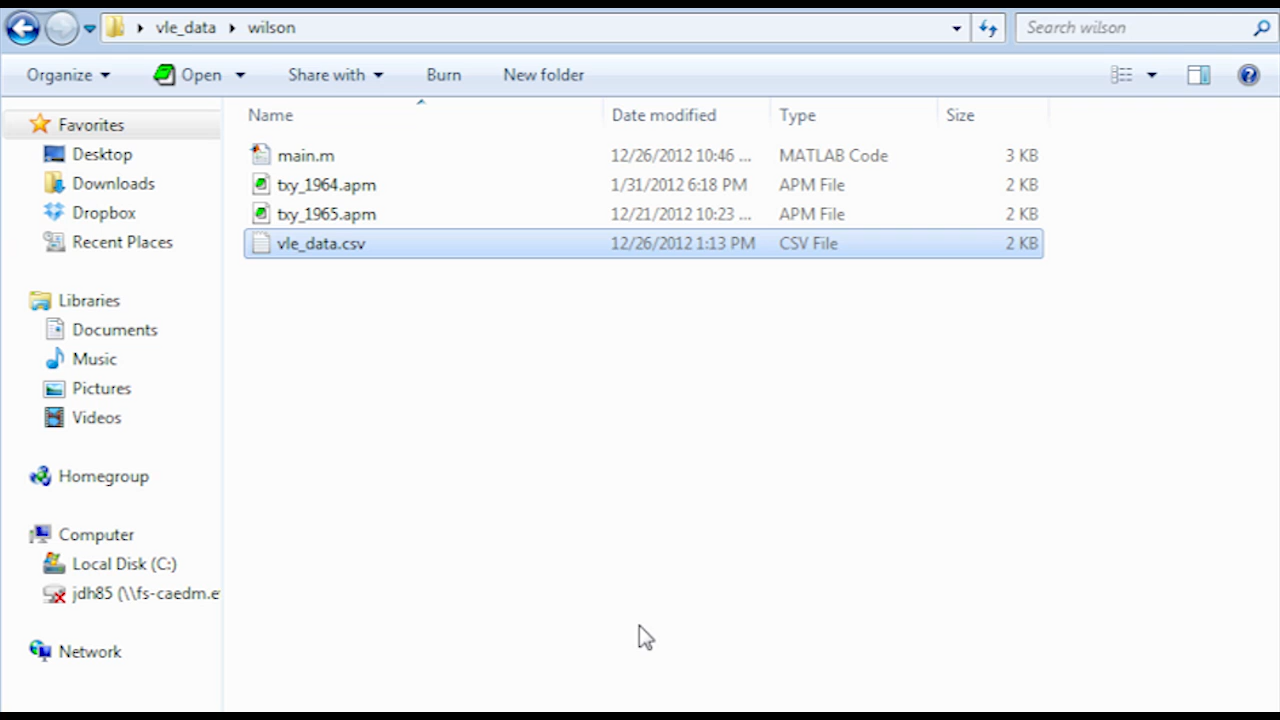 vle_data wilson Search wilson
Organize Open Share with Burn New folder
Name Date modified Type Size
main.m 12/26/2012 10:46 ... MATLAB Code 3 KB
txy_1964.apm 1/31/2012 6:18 PM APM File 2 KB
txy_1965.apm 12/21/2012 10:23 ... APM File 2 KB
vle_data.csv 12/26/2012 1:13 PM CSV File 2 KB
Favorites
Desktop
Downloads
Dropbox
Recent Places
Libraries
Documents
Music
Pictures
Videos
Homegroup
Computer
Local Disk (C:)
jdh85 (\\fs-caedm.e
Network